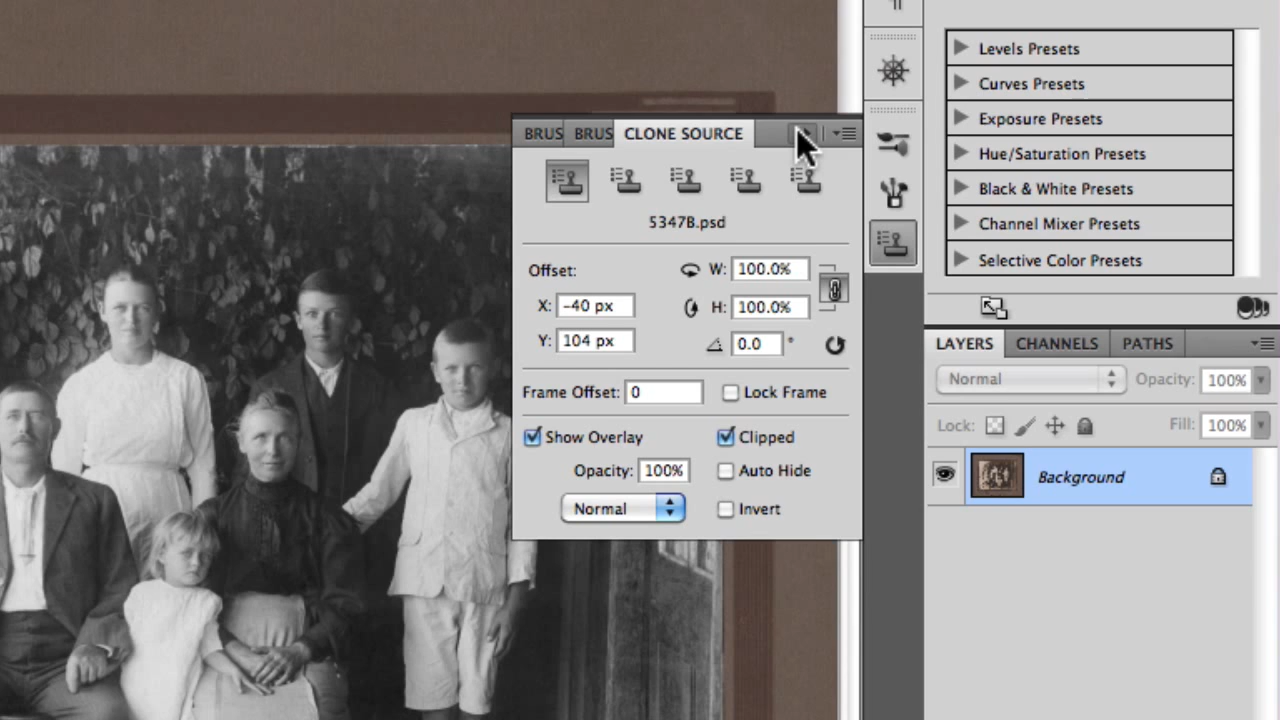 BRUS BRUS CLONE SOURCE
5347B.psd
Offset:
W: 100.0%
X: -40 px
H: 100.0%
Y: 104 px
0.0 °
Frame Offset: 0
Lock Frame
Show Overlay
Clipped
Opacity: 100%
Auto Hide
Normal
Invert
Levels Presets
Curves Presets
Exposure Presets
Hue/Saturation Presets
Black & White Presets
Channel Mixer Presets
Selective Color Presets
LAYERS CHANNELS PATHS
Normal
Opacity: 100%
Lock:
Fill: 100%
Background